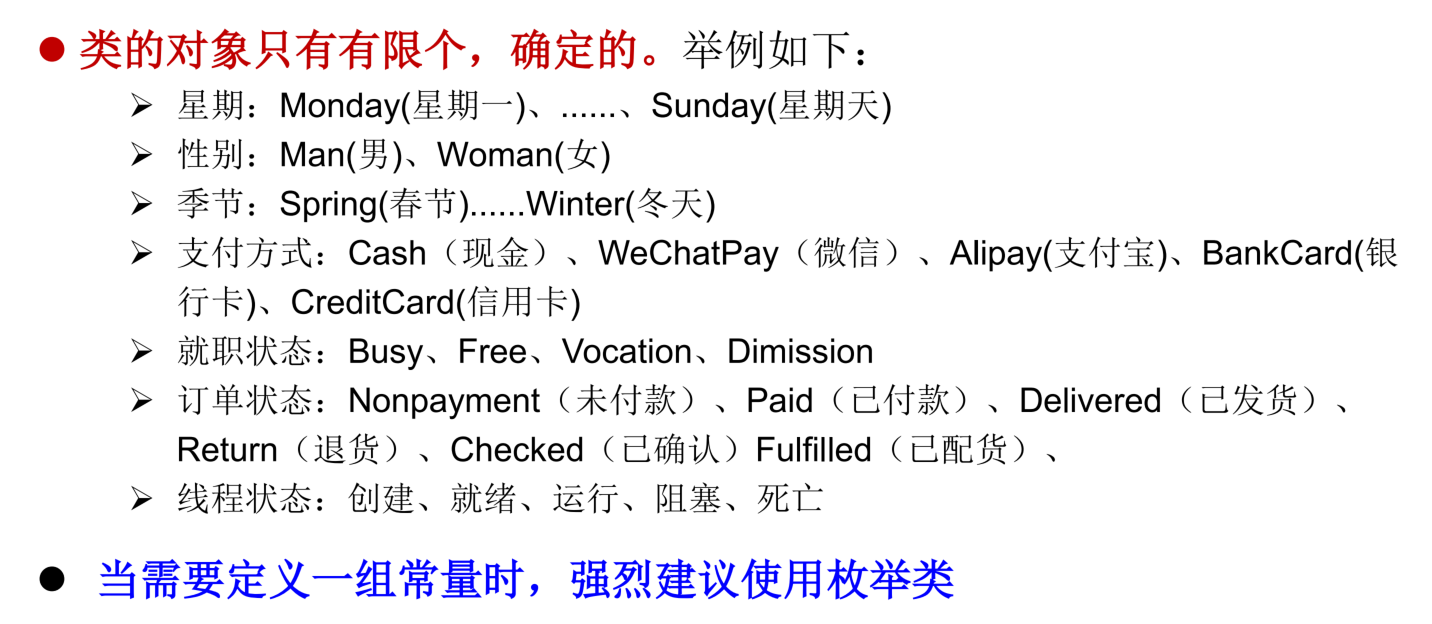 ● 类的对象只有有限个，确定的。举例如下：
➢ 星期：Monday(星期一)、......、Sunday(星期天)
➢ 性别：Man(男)、Woman(女)
➢ 季节：Spring(春节)......Winter(冬天)
➢ 支付方式：Cash（现金）、WeChatPay（微信）、Alipay(支付宝)、BankCard(银
行卡)、CreditCard(信用卡)
➢ 就职状态：Busy、Free、Vocation、Dimission
➢ 订单状态：Nonpayment（未付款）、Paid（已付款）、Delivered（已发货）、
Return（退货）、Checked（已确认）Fulfilled（已配货）、
➢ 线程状态：创建、就绪、运行、阻塞、死亡
● 当需要定义一组常量时，强烈建议使用枚举类